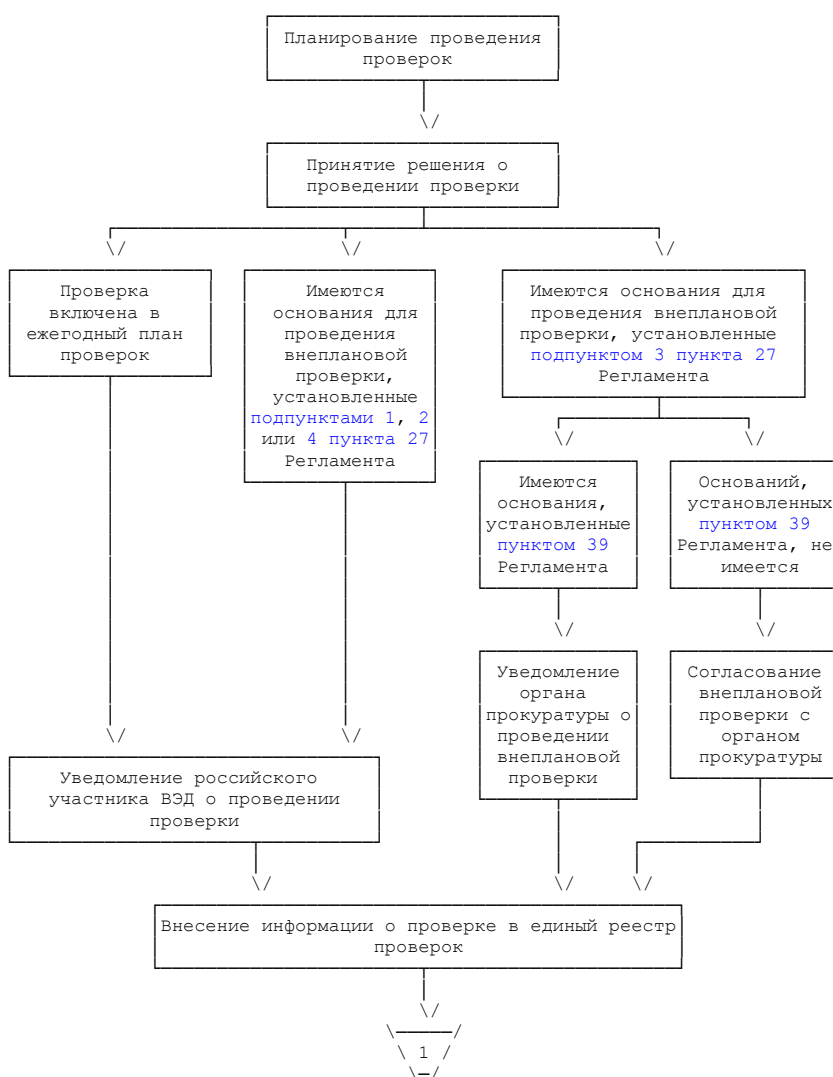 Планирование проведения
проверок
Принятие решения о
проведении проверки
Проверка
включена в
ежегодный план
проверок
Имеются
основания для
проведения
внеплановой
проверки,
установленные
подпунктами 1, 2
или 4 пункта 27
Регламента
Имеются основания для
проведения внеплановой
проверки, установленные
подпунктом 3 пункта 27
Регламента
Имеются
основания,
установленные
пунктом 39
Регламента
Оснований,
установленных
пунктом 39
Регламента, не
имеется
Уведомление
органа
прокуратуры о
проведении
внеплановой
проверки
Согласование
внеплановой
проверки с
органом
прокуратуры
Уведомление российского
участника ВЭД о проведении
проверки
Внесение информации о проверке в единый реестр
проверок
1